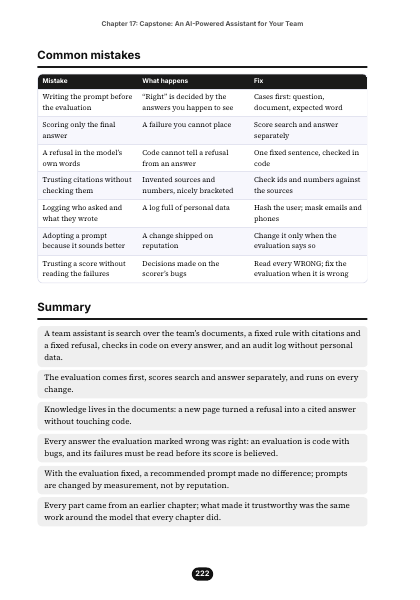 Chapter 17: Capstone: An AI-Powered Assistant for Your Team
Common mistakes
Mistake What happens Fix
Writing the prompt before the evaluation “Right” is decided by the answers you happen to see Cases first: question, document, expected word
Scoring only the final answer A failure you cannot place Score search and answer separately
A refusal in the model’s own words Code cannot tell a refusal from an answer One fixed sentence, checked in code
Trusting citations without checking them Invented sources and numbers, nicely bracketed Check ids and numbers against the sources
Logging who asked and what they wrote A log full of personal data Hash the user; mask emails and phones
Adopting a prompt because it sounds better A change shipped on reputation Change it only when the evaluation says so
Trusting a score without reading the failures Decisions made on the scorer’s bugs Read every WRONG; fix the evaluation when it is wrong
Summary
A team assistant is search over the team’s documents, a fixed rule with citations and
a fixed refusal, checks in code on every answer, and an audit log without personal
data.
The evaluation comes first, scores search and answer separately, and runs on every
change.
Knowledge lives in the documents: a new page turned a refusal into a cited answer
without touching code.
Every answer the evaluation marked wrong was right: an evaluation is code with
bugs, and its failures must be read before its score is believed.
With the evaluation fixed, a recommended prompt made no difference; prompts
are changed by measurement, not by reputation.
Every part came from an earlier chapter; what made it trustworthy was the same
work around the model that every chapter did.
222